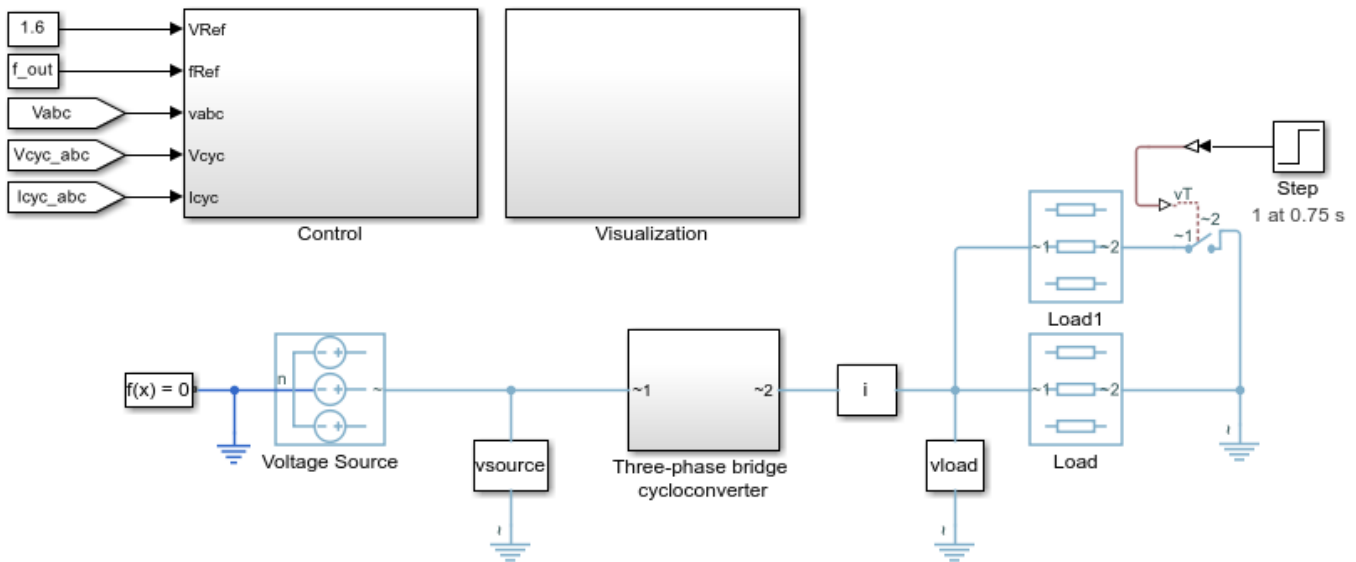 1.6
VRef
f_out
fRef
Vabc
vabc
Vcyc_abc
Vcyc
Icyc_abc
Icyc
Control
Visualization
Step
1 at 0.75 s
vT
~2
~1
~1
~2
Load1
f(x) = 0
n
~
Voltage Source
vsource
~
~1
~2
Three-phase bridge
cycloconverter
i
vload
~
~1
~2
Load
~